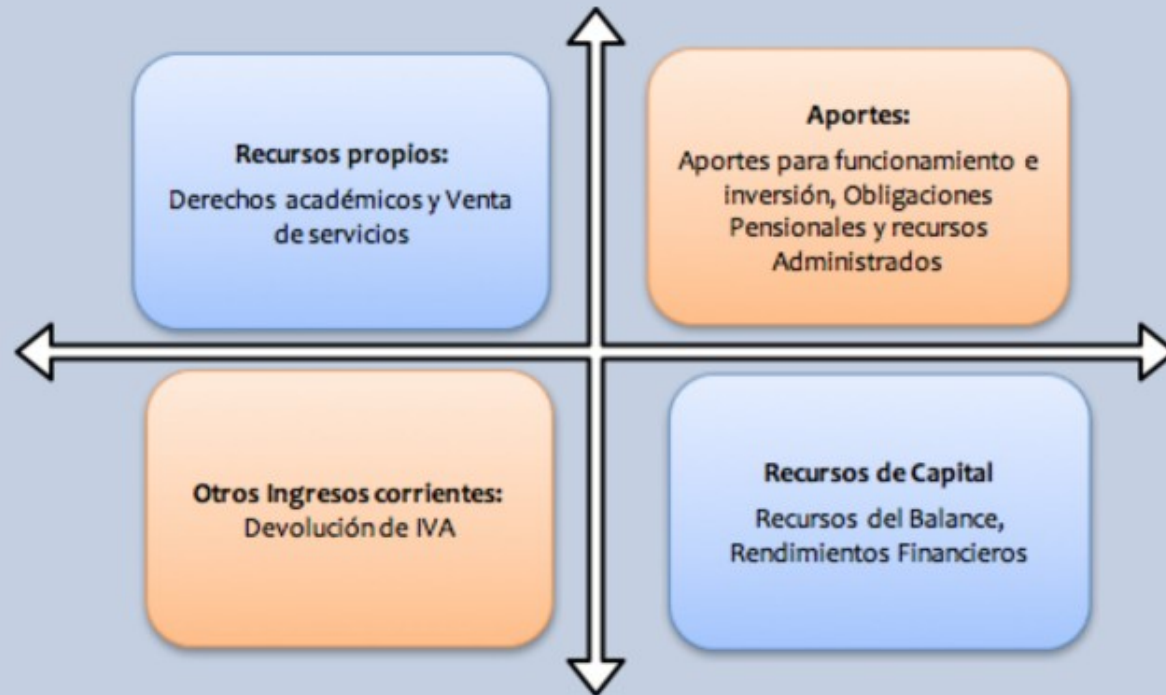 Recursos propios:
Derechos académicos y Venta
de servicios
Aportes:
Aportes para funcionamiento e
inversión, Obligaciones
Pensionales y recursos
Administrados
Otros Ingresos corrientes:
Devolución de IVA
Recursos de Capital
Recursos del Balance,
Rendimientos Financieros